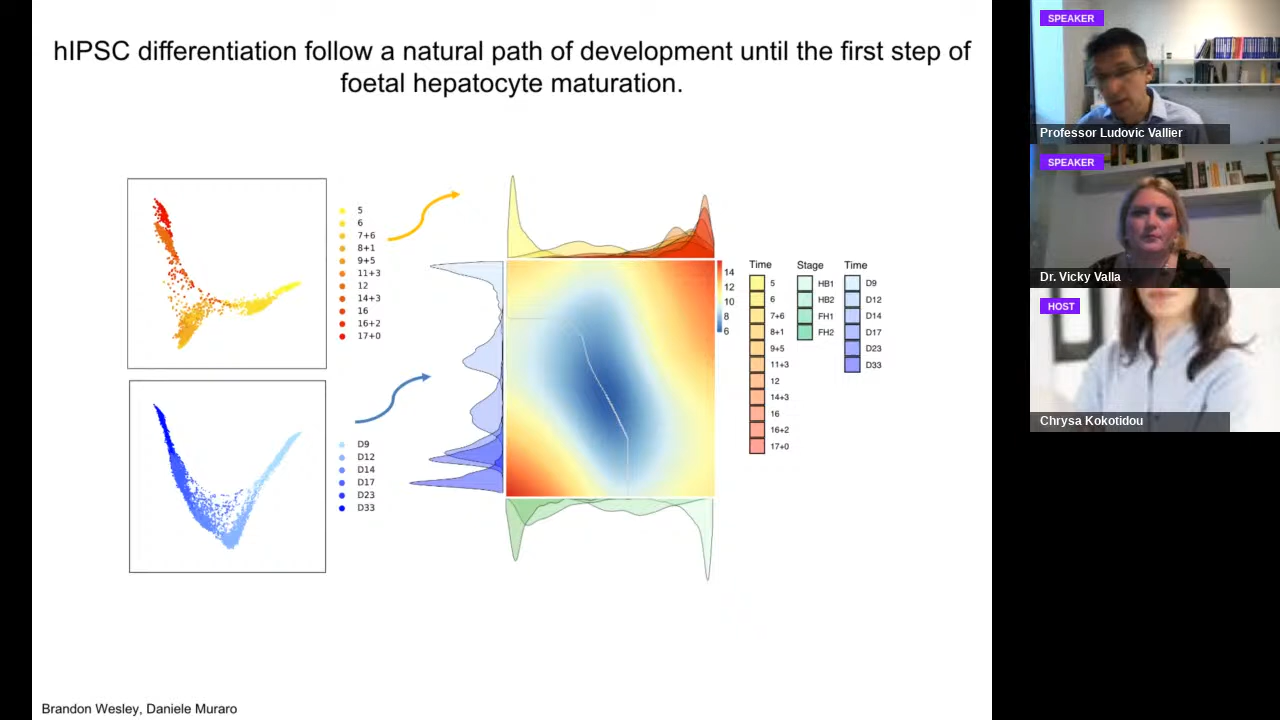 hIPSC differentiation follow a natural path of development until the first step of
foetal hepatocyte maturation.
5
6
7+6
8+1
9+5
11+3
12
14+3
16
16+2
17+0
D9
D12
D14
D17
D23
D33
14
12
10
8
6
Time
5
6
7+6
8+1
9+5
11+3
12
14+3
16
16+2
17+0
Stage
HB1
HB2
FH1
FH2
Time
D9
D12
D14
D17
D23
D33
Brandon Wesley, Daniele Muraro
SPEAKER
Professor Ludovic Vallier
SPEAKER
Dr. Vicky Valla
HOST
Chrysa Kokotidou